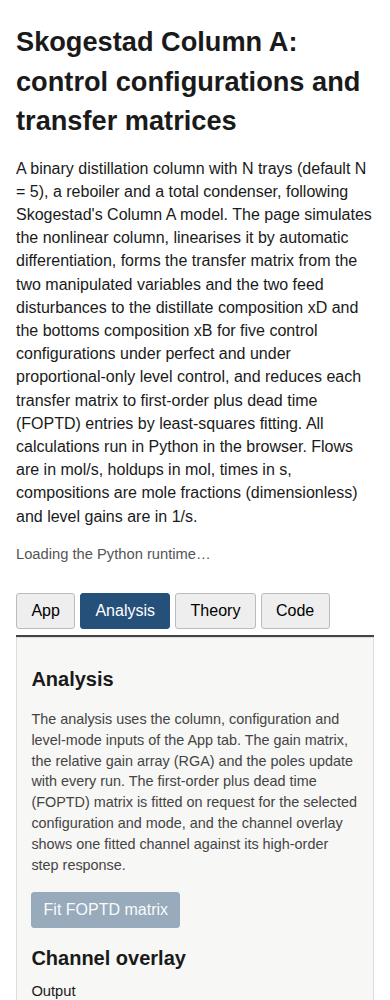 Skogestad Column A:
control configurations and
transfer matrices
A binary distillation column with N trays (default N
= 5), a reboiler and a total condenser, following
Skogestad's Column A model. The page simulates
the nonlinear column, linearises it by automatic
differentiation, forms the transfer matrix from the
two manipulated variables and the two feed
disturbances to the distillate composition xD and
the bottoms composition xB for five control
configurations under perfect and under
proportional-only level control, and reduces each
transfer matrix to first-order plus dead time
(FOPTD) entries by least-squares fitting. All
calculations run in Python in the browser. Flows
are in mol/s, holdups in mol, times in s,
compositions are mole fractions (dimensionless)
and level gains are in 1/s.
Loading the Python runtime…
App Analysis Theory Code
Analysis
The analysis uses the column, configuration and
level-mode inputs of the App tab. The gain matrix,
the relative gain array (RGA) and the poles update
with every run. The first-order plus dead time
(FOPTD) matrix is fitted on request for the selected
configuration and mode, and the channel overlay
shows one fitted channel against its high-order
step response.
Fit FOPTD matrix
Channel overlay
Output